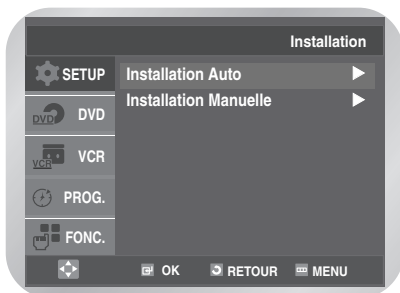 Installation
SETUP
Installation Auto
Installation Manuelle
DVD DVD
VCR VCR
PROG.
FONC.
OK RETOUR MENU